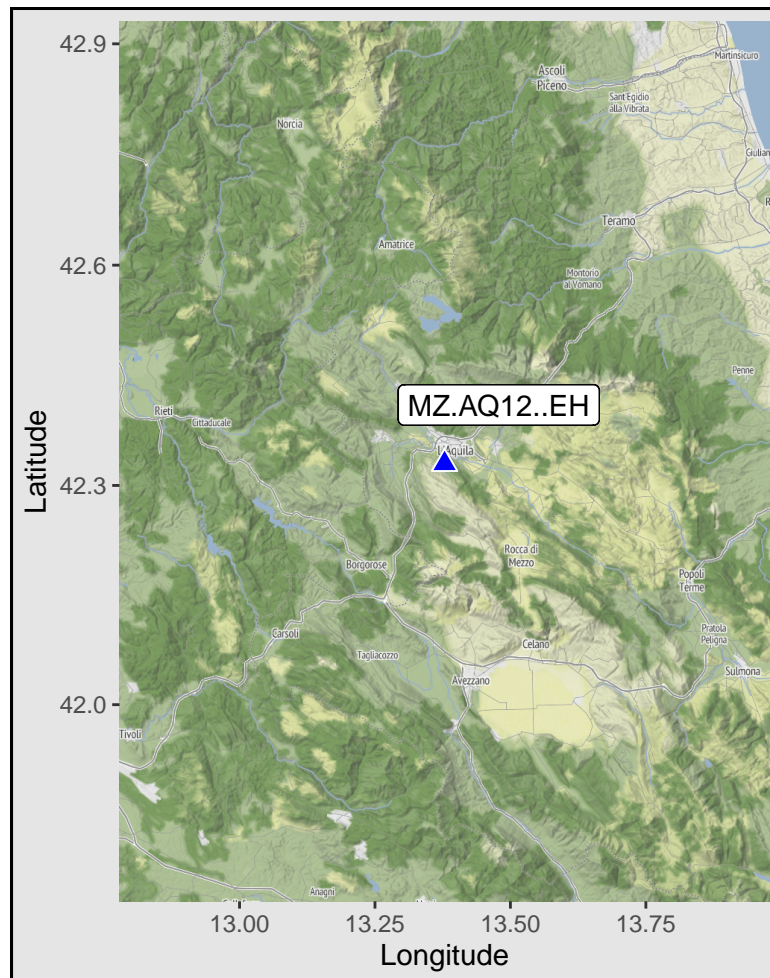 42.9
Martinsicuro
Ascoli
Piceno
Sant'Egidio
alla Vibrata
Norcia
Giulian
Teramo
Amatrice
42.6
Montorio
al Vomano
Penne
MZ.AQ12..EH
Rieti
Cittaducale
L'Aquila
Latitude
42.3
Rocca di
Mezzo
Borgorose
Popoli
Terme
Carsoli
Pratola
Peligna
Celano
Tagliacozzo
Sulmona
Avezzano
42.0
Tivoli
Anagni
13.00
13.25
13.50
13.75
Longitude